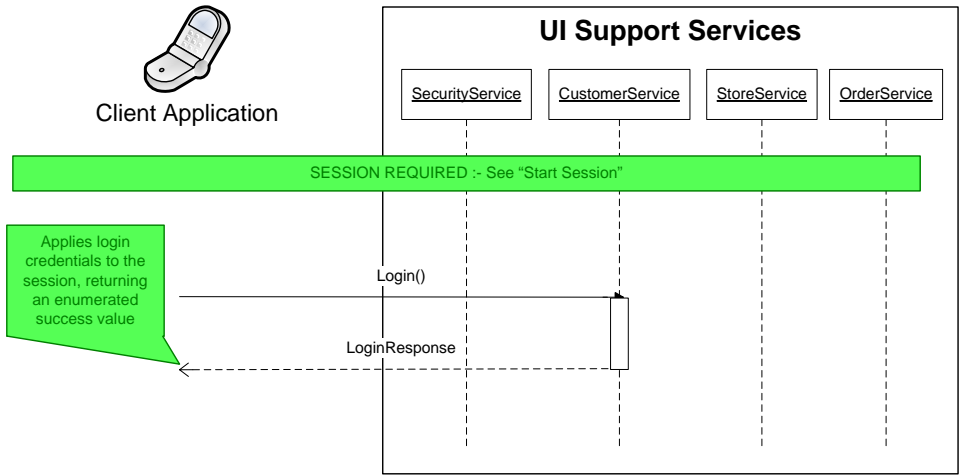 UI Support Services
Client Application
SecurityService
CustomerService
StoreService
OrderService
SESSION REQUIRED :- See “Start Session”
Applies login
credentials to the
session, returning
an enumerated
success value
Login()
LoginResponse